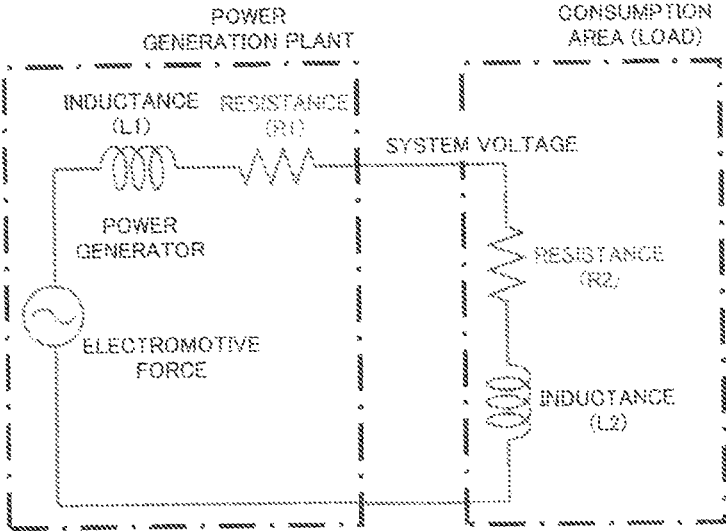 POWER
GENERATION PLANT
CONSUMPTION
AREA (LOAD)
INDUCTANCE
(L1)
RESISTANCE
(R1)
SYSTEM VOLTAGE
POWER
GENERATOR
RESISTANCE
(R2)
ELECTROMOTIVE
FORCE
INDUCTANCE
(L2)